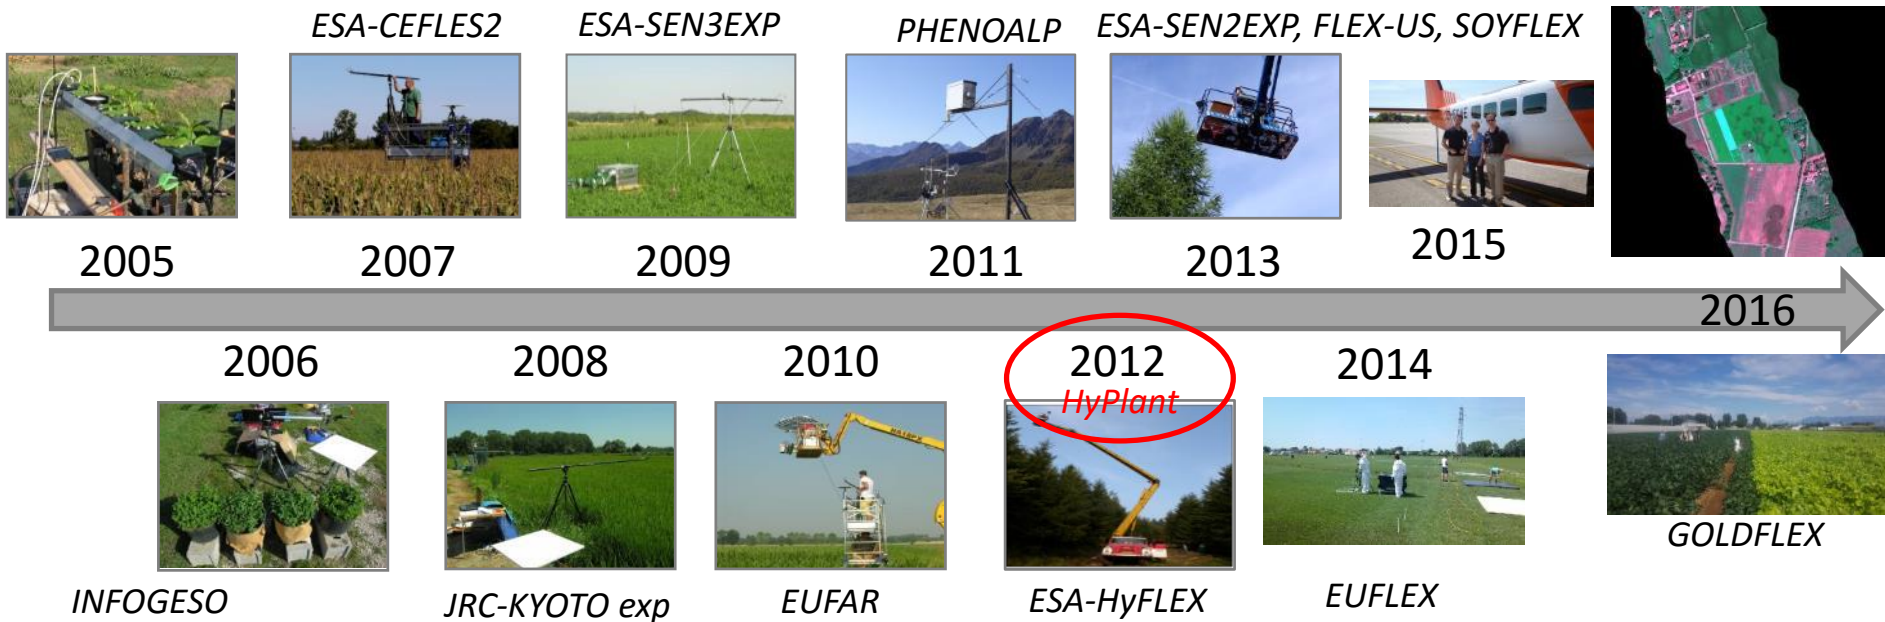 ESA-CEFLES2
ESA-SEN3EXP
PHENOALP
ESA-SEN2EXP, FLEX-US, SOYFLEX
2005
2007
2009
2011
2013
2015
2016
2006
2008
2010
2012
2014
HyPlant
GOLDFLEX
INFOGESO
JRC-KYOTO exp
EUFAR
ESA-HyFLEX
EUFLEX